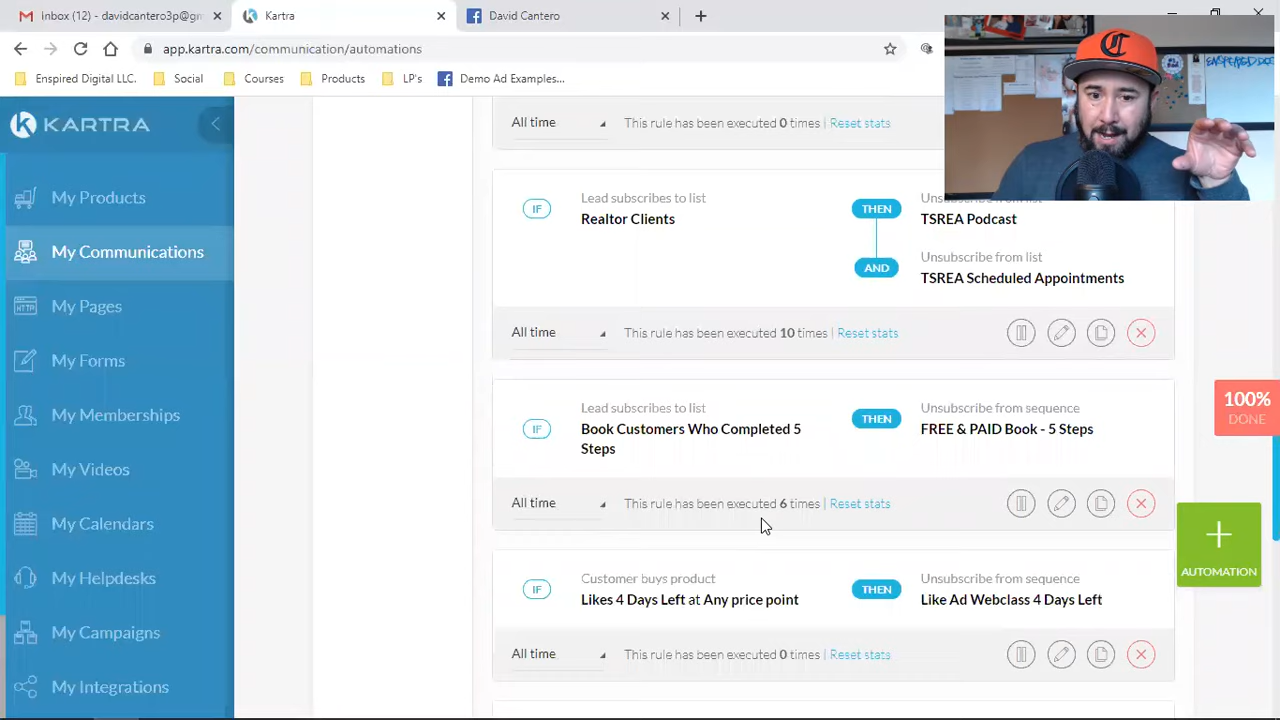 inbox (12) - davidcantero3p@gm
Kartra
David Cantero
app.kartra.com/communication/automations
Enspired Digital LLC.
Social
Products
LP's
Demo Ad Examples...
KARTRA
My Products
My Communications
My Pages
My Forms
My Memberships
My Videos
My Calendars
My Helpdesks
My Campaigns
My Integrations
All time
This rule has been executed 0 times | Reset stats
IF
Lead subscribes to list
Realtor Clients
THEN
TSREA Podcast
AND
Unsubscribe from list
TSREA Scheduled Appointments
All time
This rule has been executed 10 times | Reset stats
IF
Lead subscribes to list
Book Customers Who Completed 5
Steps
THEN
Unsubscribe from sequence
FREE & PAID Book - 5 Steps
All time
This rule has been executed 6 times | Reset stats
IF
Customer buys product
Likes 4 Days Left at Any price point
THEN
Unsubscribe from sequence
Like Ad Webclass 4 Days Left
All time
This rule has been executed 0 times | Reset stats
100%
DONE
+
AUTOMATION